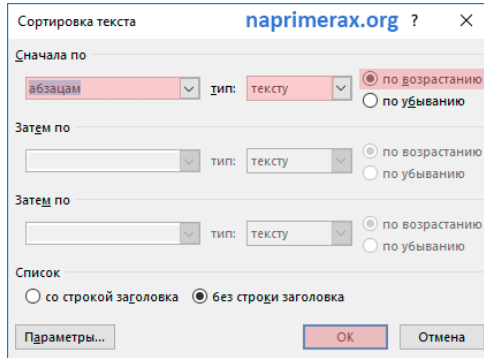 Сортировка текста naprimerax.org ?
Сначала по
абзацам тип: тексту по возрастанию
по убыванию
Затем по
тип: тексту по возрастанию
по убыванию
Затем по
тип: тексту по возрастанию
по убыванию
Список
со строкой заголовка без строки заголовка
Параметры... ОК Отмена